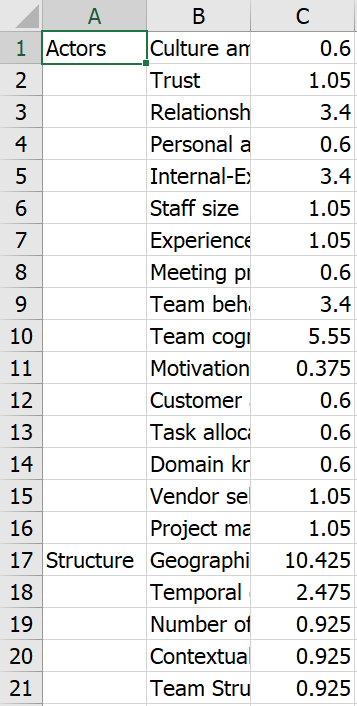 A B C
1 Actors Culture am 0.6
2 Trust 1.05
3 Relationsh 3.4
4 Personal a 0.6
5 Internal-Ex 3.4
6 Staff size 1.05
7 Experience 1.05
8 Meeting pr 0.6
9 Team beha 3.4
10 Team cogn 5.55
11 Motivation 0.375
12 Customer 0.6
13 Task alloca 0.6
14 Domain kn 0.6
15 Vendor sel 1.05
16 Project ma 1.05
17 Structure Geographi 10.425
18 Temporal 2.475
19 Number of 0.925
20 Contextual 0.925
21 Team Stru 0.925